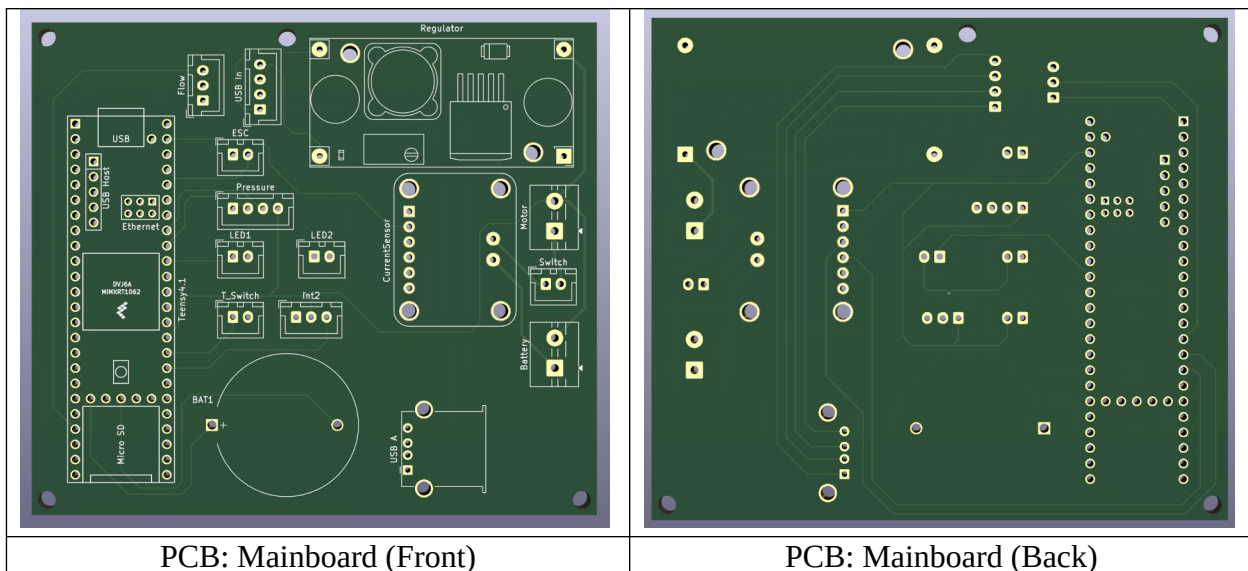 Regulator
Flow
USB In
USB
ESC
USB Host
Ethernet
Pressure
LED1
LED2
CurrentSensor
Motor
Switch
DVJ6A
MIMXRT1062
Teensy4.1
T_Switch
Int2
Battery
BAT1
+
Micro SD
USB A
PCB: Mainboard (Front)
PCB: Mainboard (Back)